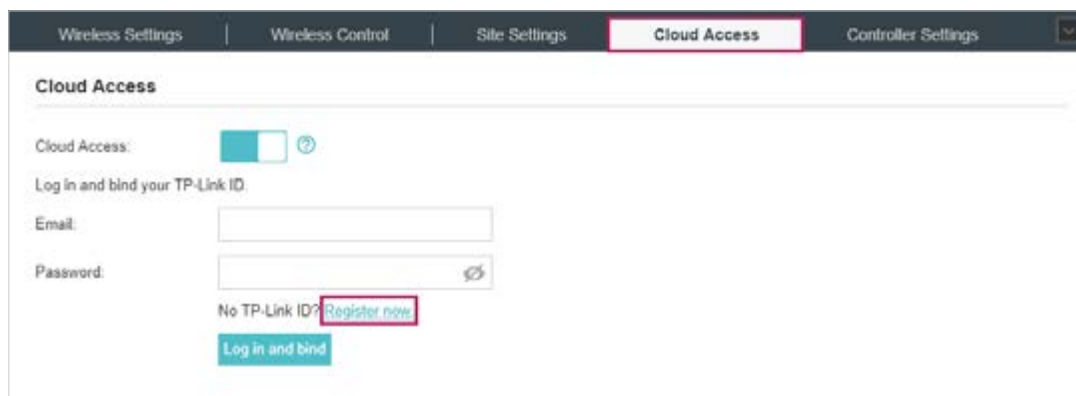 Wireless Settings | Wireless Control | Site Settings Cloud Access Controller Settings
Cloud Access
Cloud Access:
Log in and bind your TP-Link ID.
Email:
Password:
No TP-Link ID? Register now.
Log in and bind